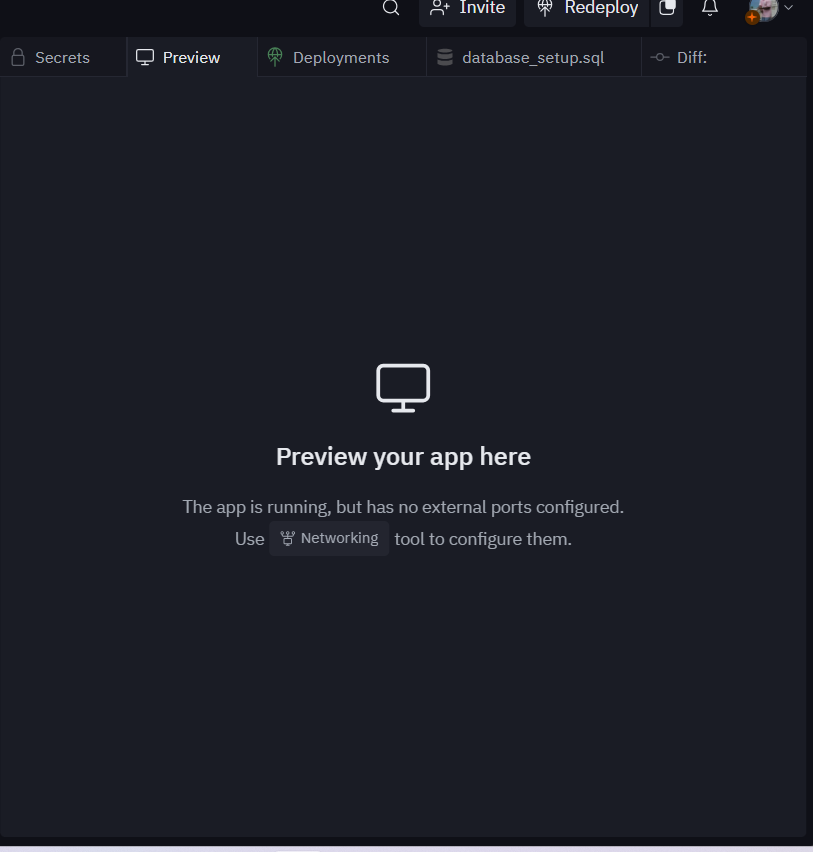 Invite
Redeploy
Secrets
Preview
Deployments
database_setup.sql
Diff:
Preview your app here
The app is running, but has no external ports configured.
Use Networking tool to configure them.